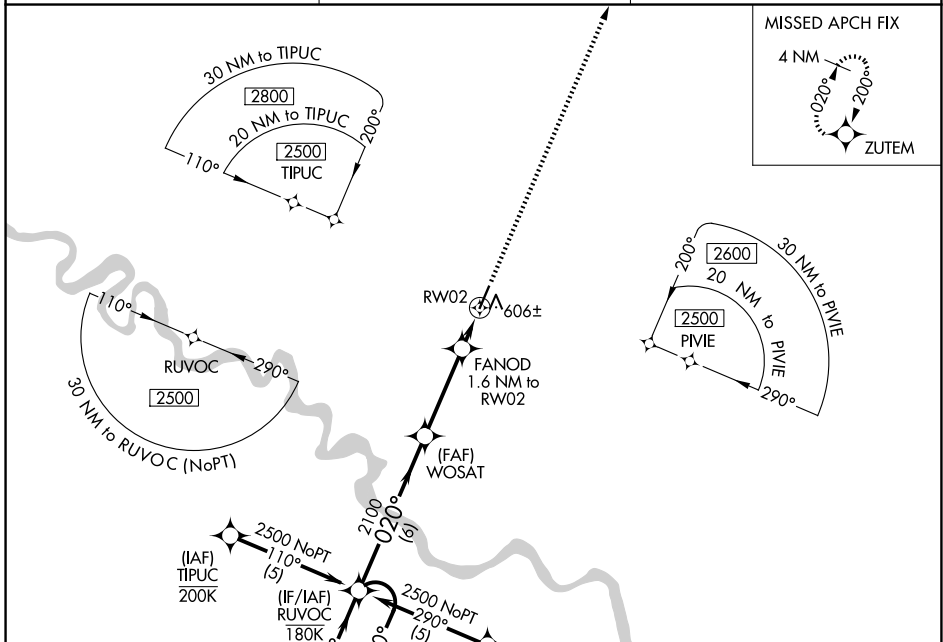 MISSED APCH FIX
4 NM
020°
200°
ZUTEM
30 NM to TIPUC
2800
20 NM to TIPUC
200°
2500
TIPUC
110°
200°
2600
30 NM to PIVIE
20 NM to PIVIE
2500
PIVIE
290°
RW02
606±
110°
RUVOC
290°
2500
30 NM to RUVOC (NoPT)
FANOD
1.6 NM to
RW02
(FAF)
WOSAT
2100
020°
(6)
2500 NoPT
110°
(5)
(IAF)
TIPUC
200K
(IF/IAF)
RUVOC
180K
2500 NoPT
290°
(5)